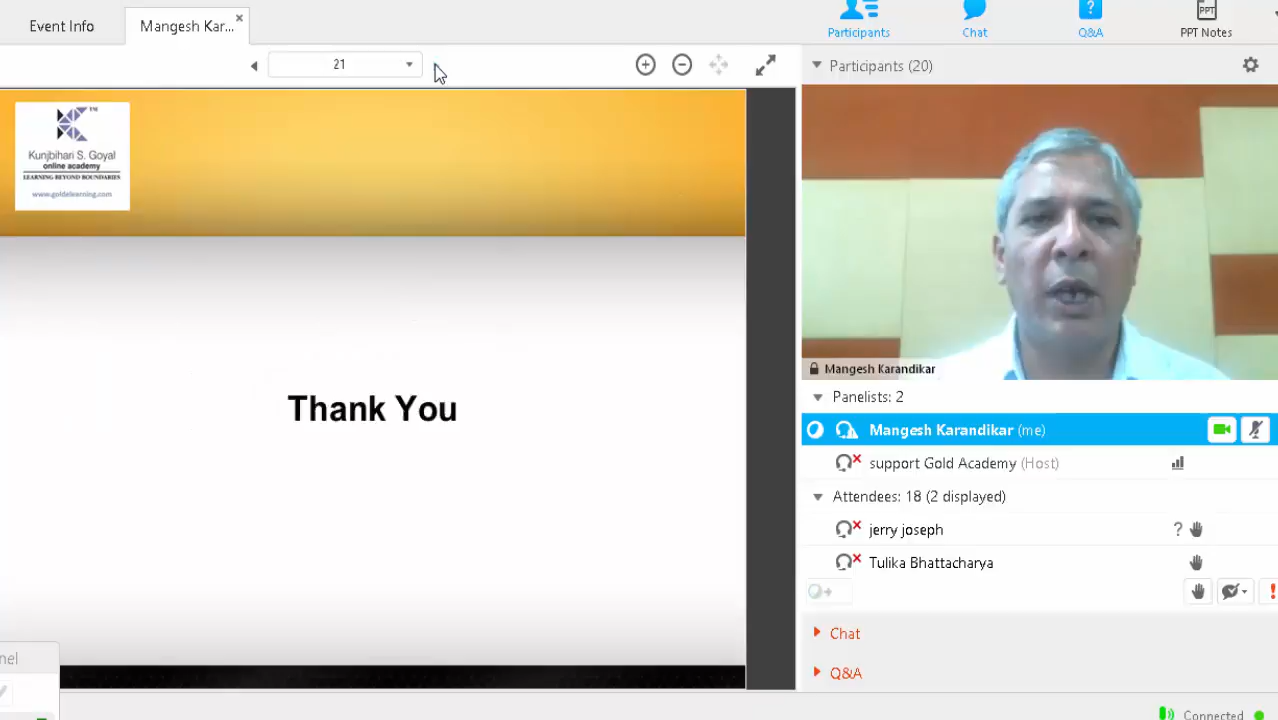 Event Info
Mangesh Kar...
Participants
Chat
Q&A
PPT Notes
21
Participants (20)
K TM
Kunjbihari S. Goyal
online academy
LEARNING BEYOND BOUNDARIES
www.goldelearning.com
Thank You
Mangesh Karandikar
Panelists: 2
Mangesh Karandikar (me)
support Gold Academy (Host)
Attendees: 18 (2 displayed)
jerry joseph
Tulika Bhattacharya
Chat
Q&A
nel
Connected